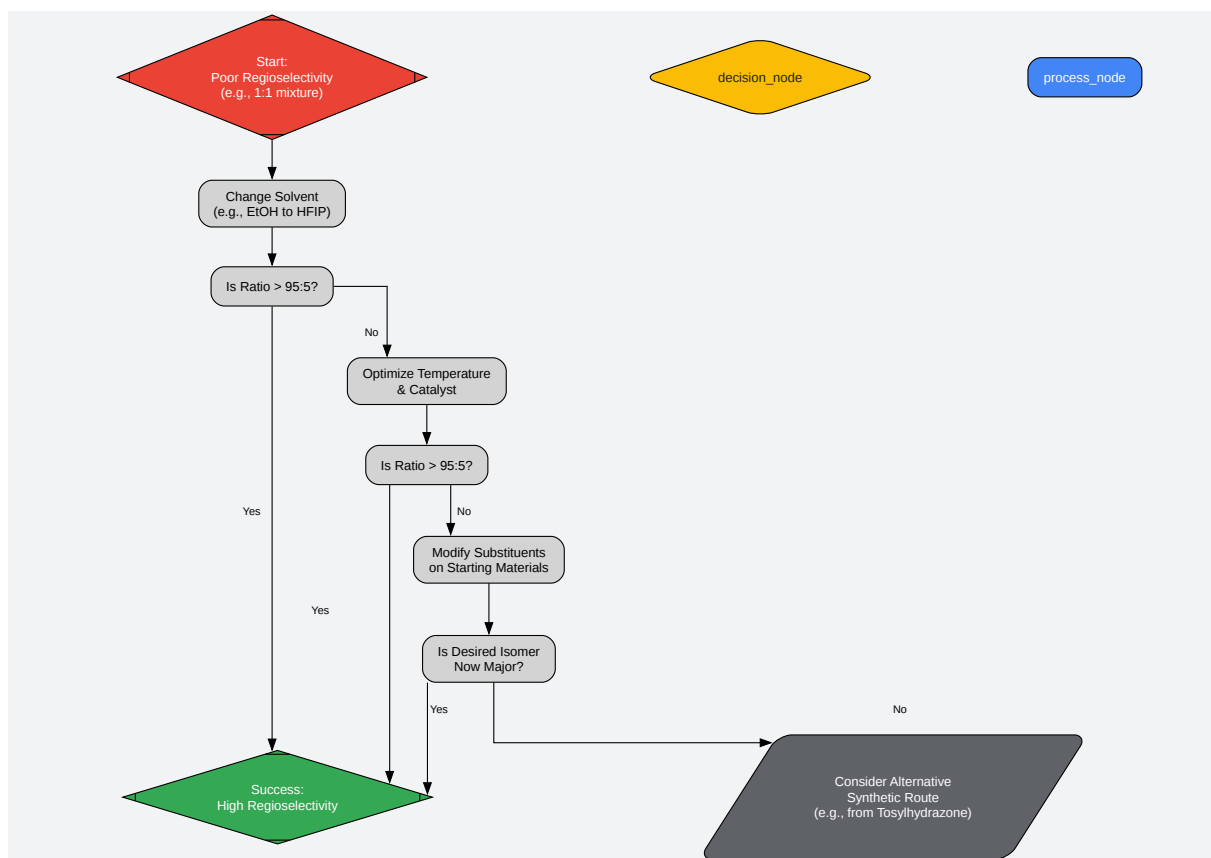 Start:
Poor Regioselectivity
(e.g., 1:1 mixture)
decision_node
process_node
Change Solvent
(e.g., EtOH to HFIP)
Is Ratio > 95:5?
No
Optimize Temperature
& Catalyst
Is Ratio > 95:5?
Yes
No
Modify Substituents
on Starting Materials
Yes
Is Desired Isomer
Now Major?
Yes
No
Success:
High Regioselectivity
Consider Alternative
Synthetic Route
(e.g., from Tosylhydrazone)